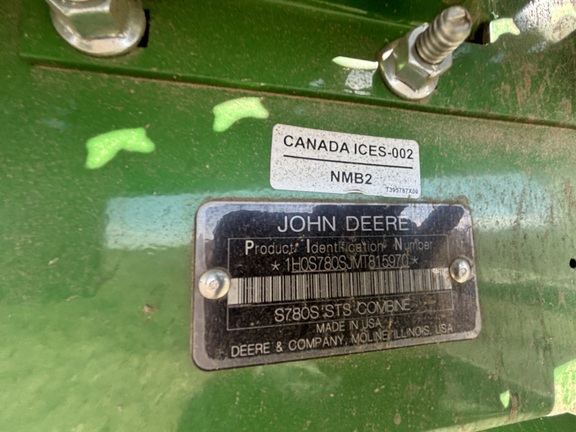 CANADA ICES-002
NMB2
T395787X00
JOHN DEERE
Product Identification Number
*1H0S780SJMT815970*
S780S STS COMBINE
MADE IN USA
DEERE & COMPANY, MOLINE/ILLINOIS, USA